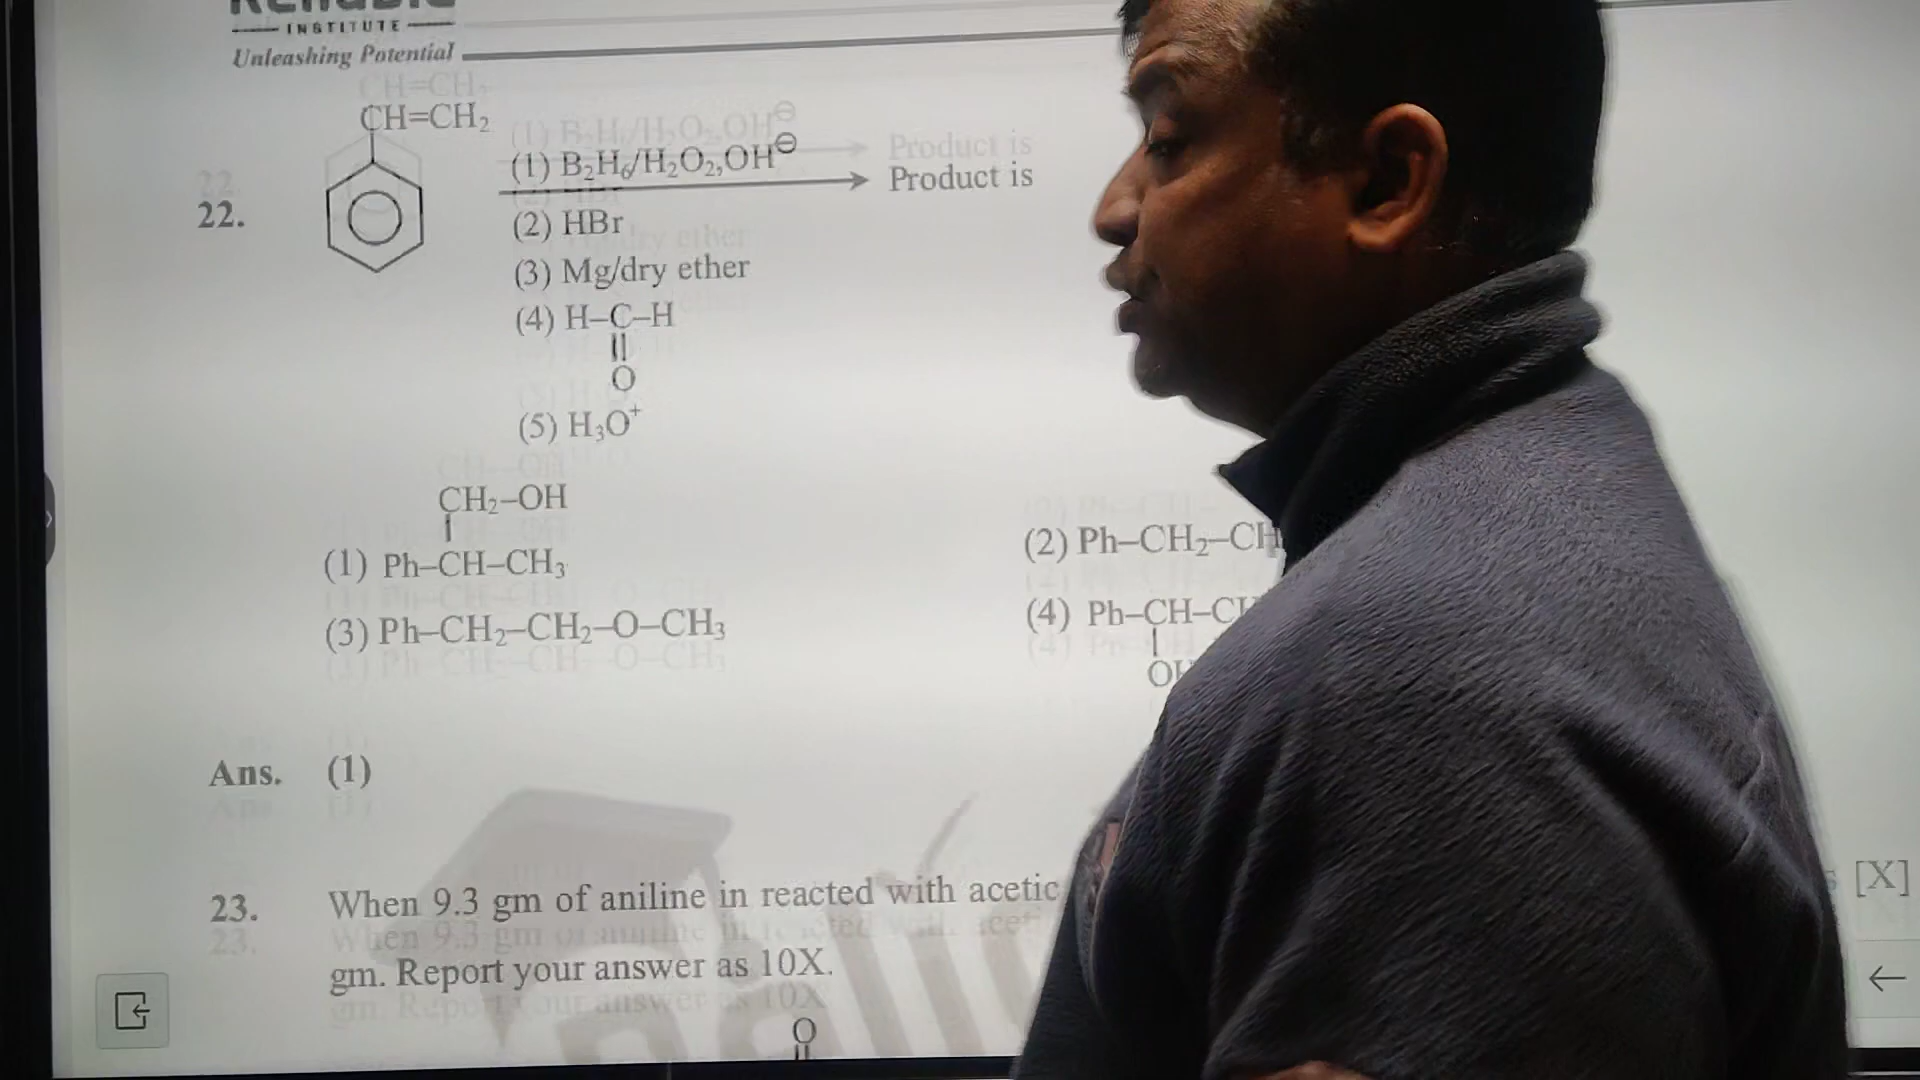 INSTITUTE
Unleashing Potential
CH=CH₂
22.
(1) B₂H₆/H₂O₂,OH⊖
Product is
(2) HBr
(3) Mg/dry ether
(4) H–C–H
||
O
(5) H₃O⁺
CH₂–OH
(1) Ph–CH–CH₃
(2) Ph–CH₂–CH
(3) Ph–CH₂–CH₂–O–CH₃
(4) Ph–CH–CH
OH
Ans. (1)
23. When 9.3 gm of aniline in reacted with acetic
[X]
gm. Report your answer as 10X.
O